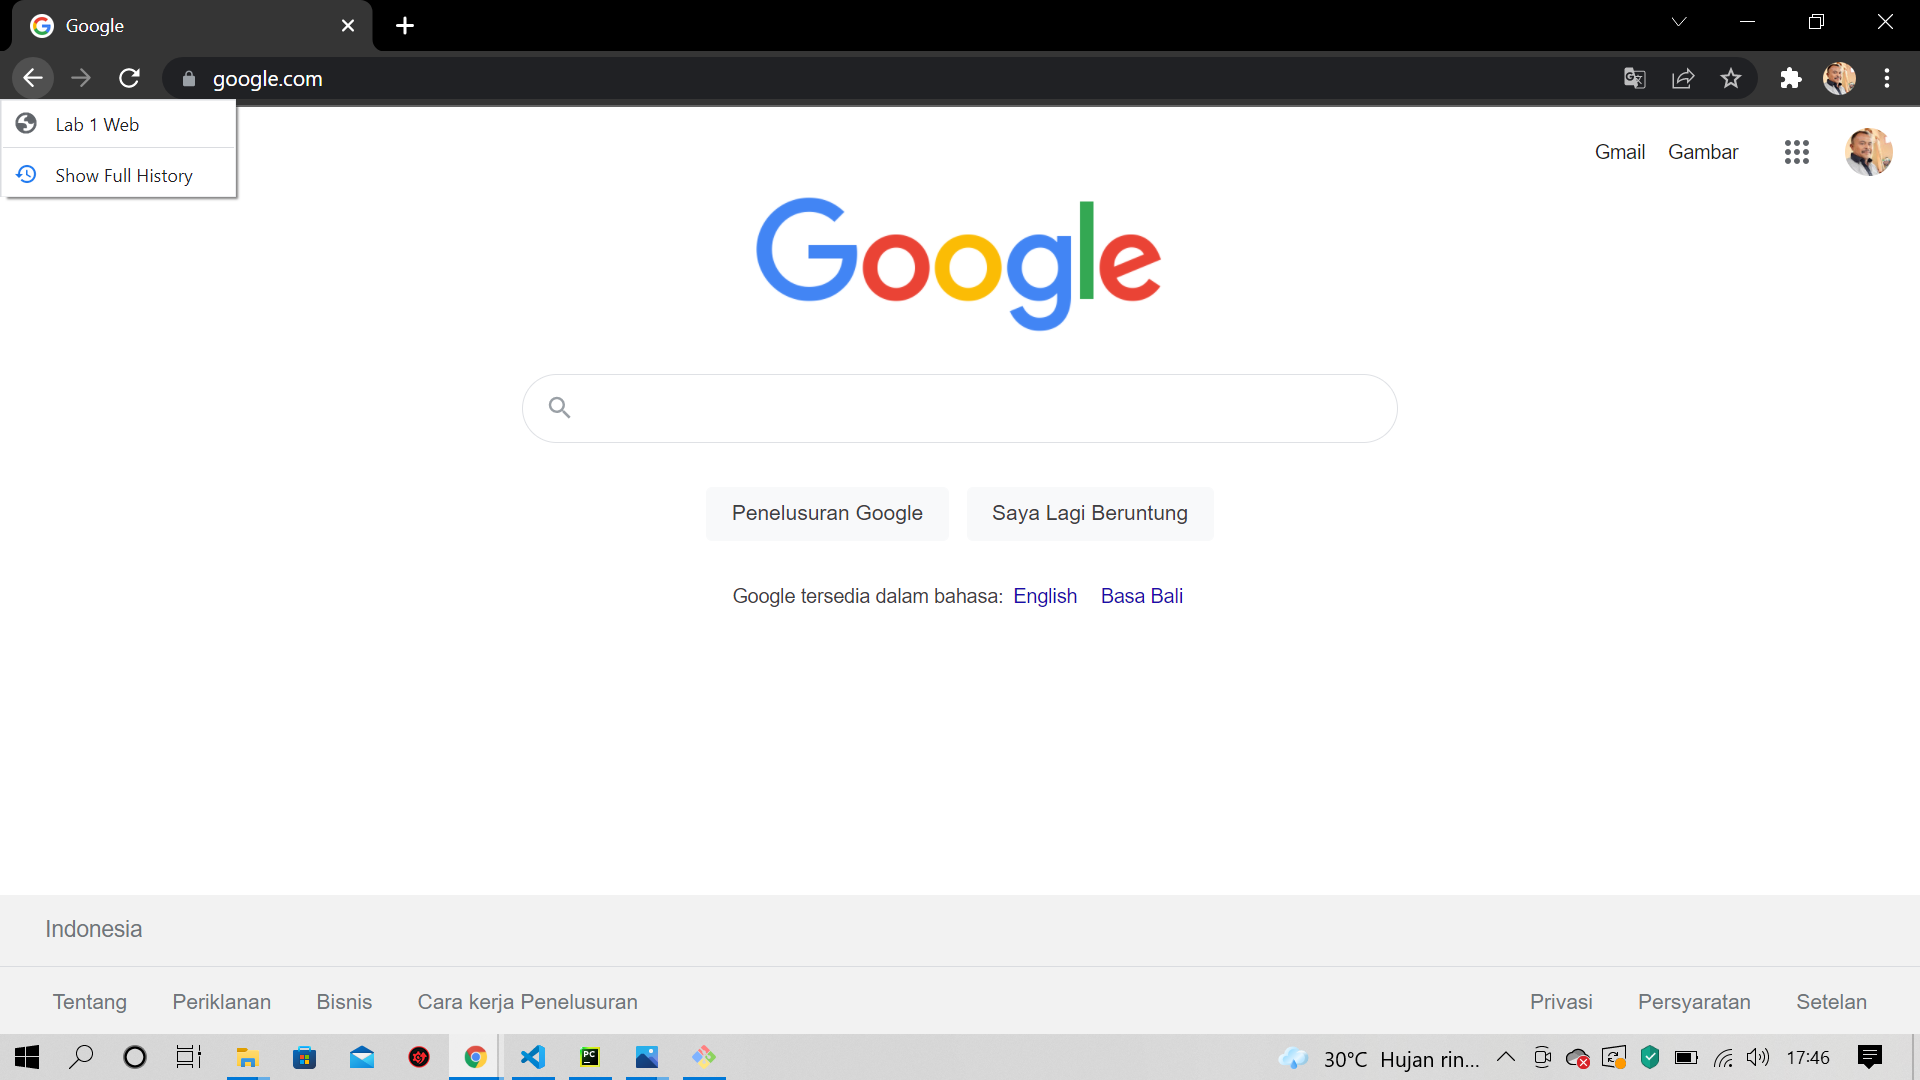 Google
google.com
Lab 1 Web
Show Full History
Gmail Gambar
Google
Penelusuran Google Saya Lagi Beruntung
Google tersedia dalam bahasa: English Basa Bali
Indonesia
Tentang Periklanan Bisnis Cara kerja Penelusuran Privasi Persyaratan Setelan
PC 30°C Hujan rin... 17:46